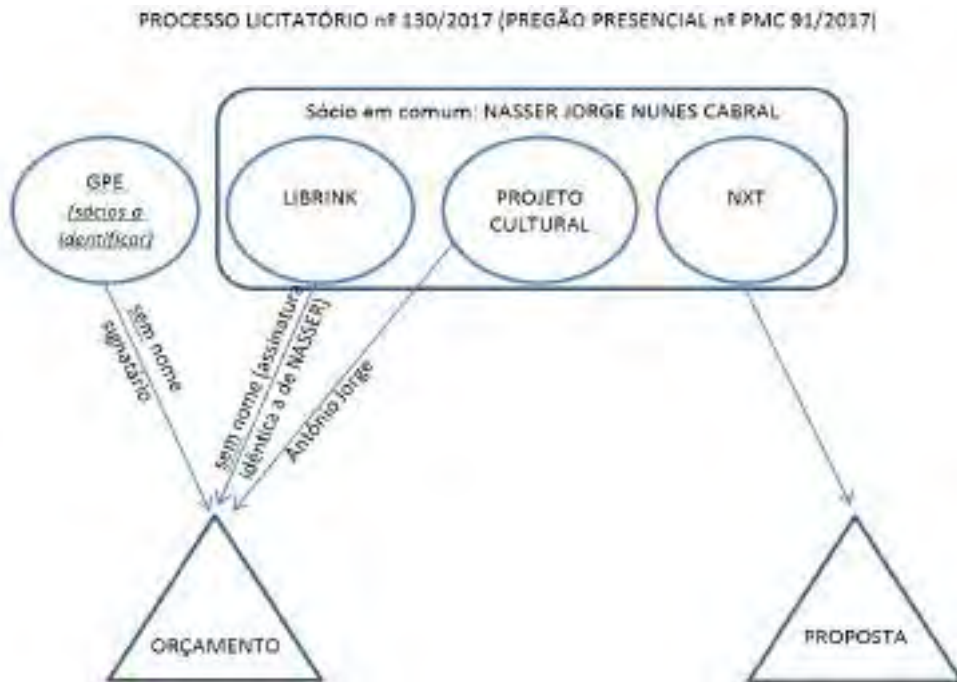 PROCESSO LICITATÓRIO nº 130/2017 (PREGÃO PRESENCIAL nº PMC 91/2017)
Sócio em comum: NASSER JORGE NUNES CABRAL
GPE
(sócios a
identificar)
LIBRINK
PROJETO
CULTURAL
NXT
sem nome
signatário
sem nome (assinatura
idêntica a de NASSER)
Antônio Jorge
ORÇAMENTO
PROPOSTA